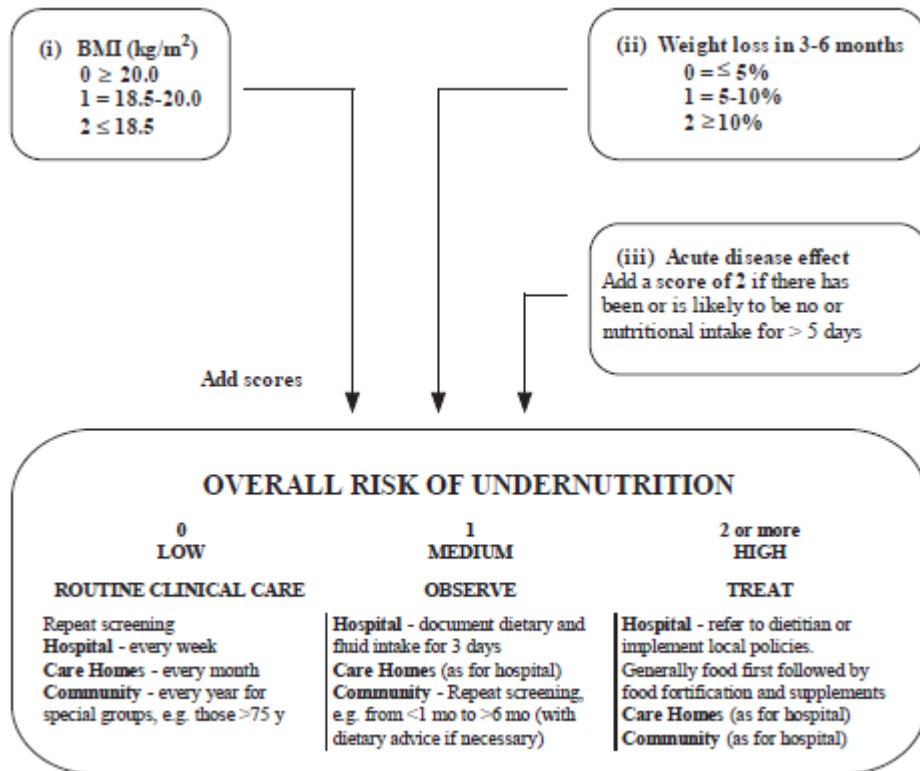 (i) BMI (kg/m²)
0 ≥ 20.0
1 = 18.5-20.0
2 ≤ 18.5
(ii) Weight loss in 3-6 months
0 = ≤ 5%
1 = 5-10%
2 ≥10%
(iii) Acute disease effect
Add a score of 2 if there has
been or is likely to be no or
nutritional intake for > 5 days
Add scores
OVERALL RISK OF UNDERNUTRITION
0
LOW
ROUTINE CLINICAL CARE
Repeat screening
Hospital - every week
Care Homes - every month
Community - every year for
special groups, e.g. those >75 y
1
MEDIUM
OBSERVE
Hospital - document dietary and
fluid intake for 3 days
Care Homes (as for hospital)
Community - Repeat screening,
e.g. from <1 mo to >6 mo (with
dietary advice if necessary)
2 or more
HIGH
TREAT
Hospital - refer to dietitian or
implement local policies.
Generally food first followed by
food fortification and supplements
Care Homes (as for hospital)
Community (as for hospital)